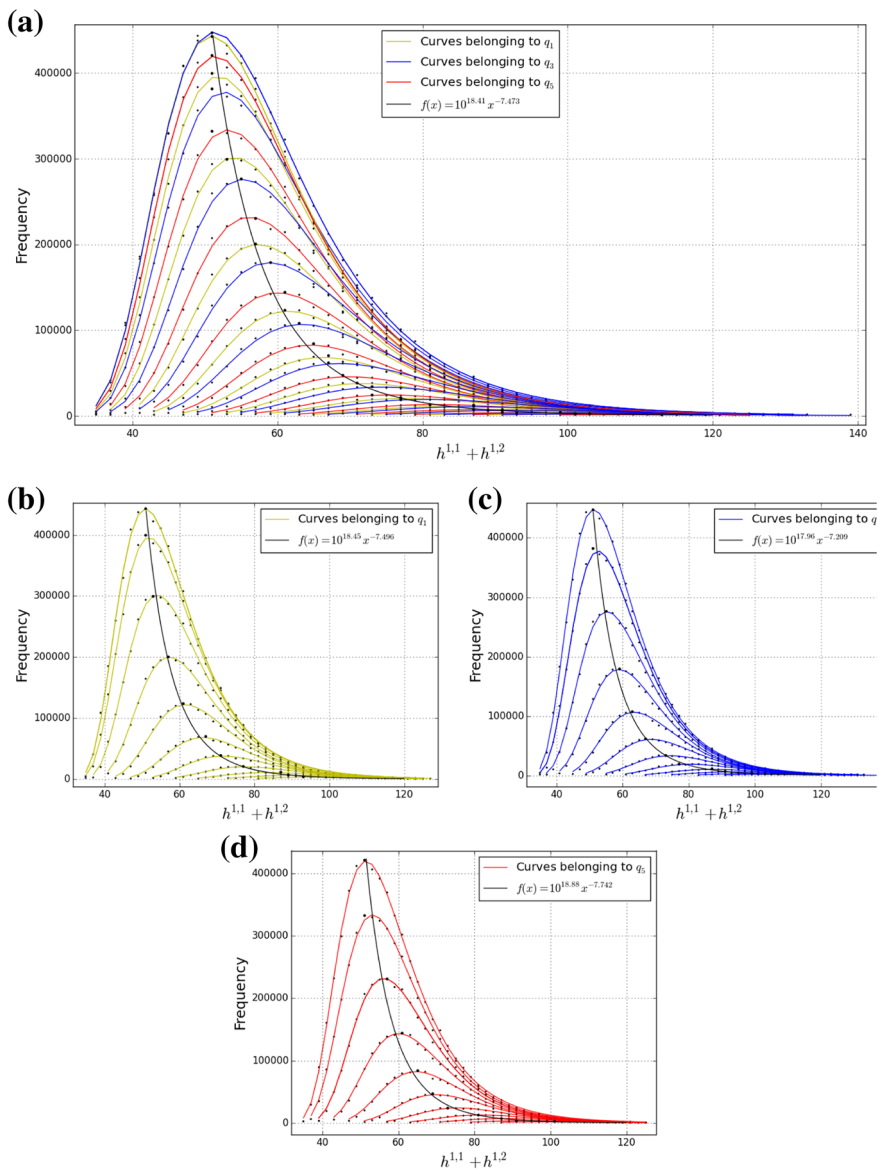 (a)
Curves belonging to q₁
Curves belonging to q₃
Curves belonging to q₅
f(x) = 10^18.41 x^−7.473
Frequency
400000
300000
200000
100000
0
40 60 80 100 120 140
h^1,1 + h^1,2
(b)
Curves belonging to q₁
f(x) = 10^18.45 x^−7.496
Frequency
400000
300000
200000
100000
0
40 60 80 100 120
h^1,1 + h^1,2
(c)
Curves belonging to q
f(x) = 10^17.96 x^−7.209
Frequency
400000
300000
200000
100000
0
40 60 80 100 120
h^1,1 + h^1,2
(d)
Curves belonging to q₅
f(x) = 10^18.88 x^−7.742
Frequency
400000
300000
200000
100000
0
40 60 80 100 120
h^1,1 + h^1,2